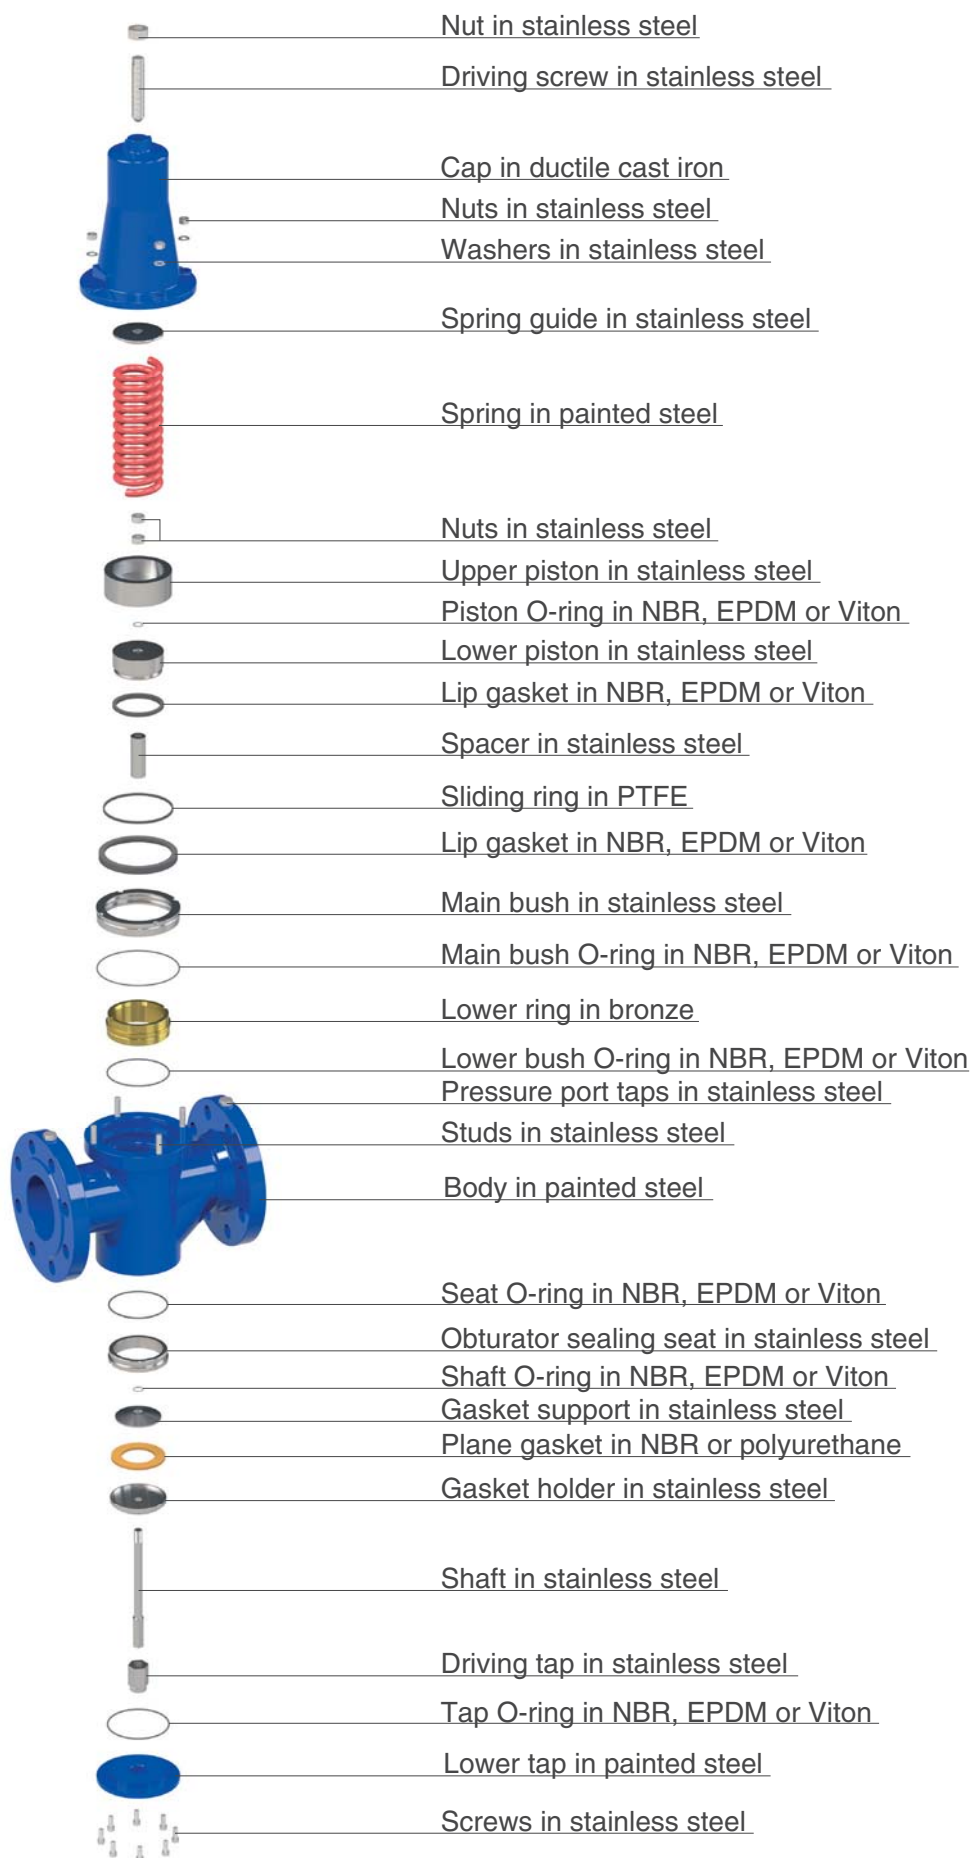 Nut in stainless steel
Driving screw in stainless steel
Cap in ductile cast iron
Nuts in stainless steel
Washers in stainless steel
Spring guide in stainless steel
Spring in painted steel
Nuts in stainless steel
Upper piston in stainless steel
Piston O-ring in NBR, EPDM or Viton
Lower piston in stainless steel
Lip gasket in NBR, EPDM or Viton
Spacer in stainless steel
Sliding ring in PTFE
Lip gasket in NBR, EPDM or Viton
Main bush in stainless steel
Main bush O-ring in NBR, EPDM or Viton
Lower ring in bronze
Lower bush O-ring in NBR, EPDM or Viton
Pressure port taps in stainless steel
Studs in stainless steel
Body in painted steel
Seat O-ring in NBR, EPDM or Viton
Obturator sealing seat in stainless steel
Shaft O-ring in NBR, EPDM or Viton
Gasket support in stainless steel
Plane gasket in NBR or polyurethane
Gasket holder in stainless steel
Shaft in stainless steel
Driving tap in stainless steel
Tap O-ring in NBR, EPDM or Viton
Lower tap in painted steel
Screws in stainless steel